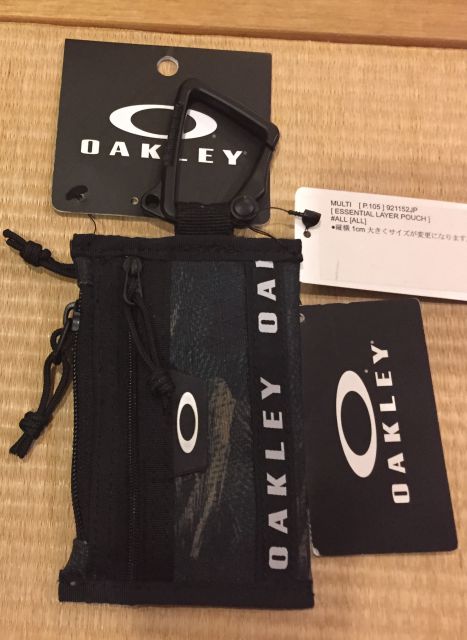 OAKLEY
MULTI [ P.105 ] 921152JP
[ ESSENTIAL LAYER POUCH ]
#ALL [ALL]
●縦横 1cm 大きくサイズが変更になります
OAKLEY OAK
OAKLEY